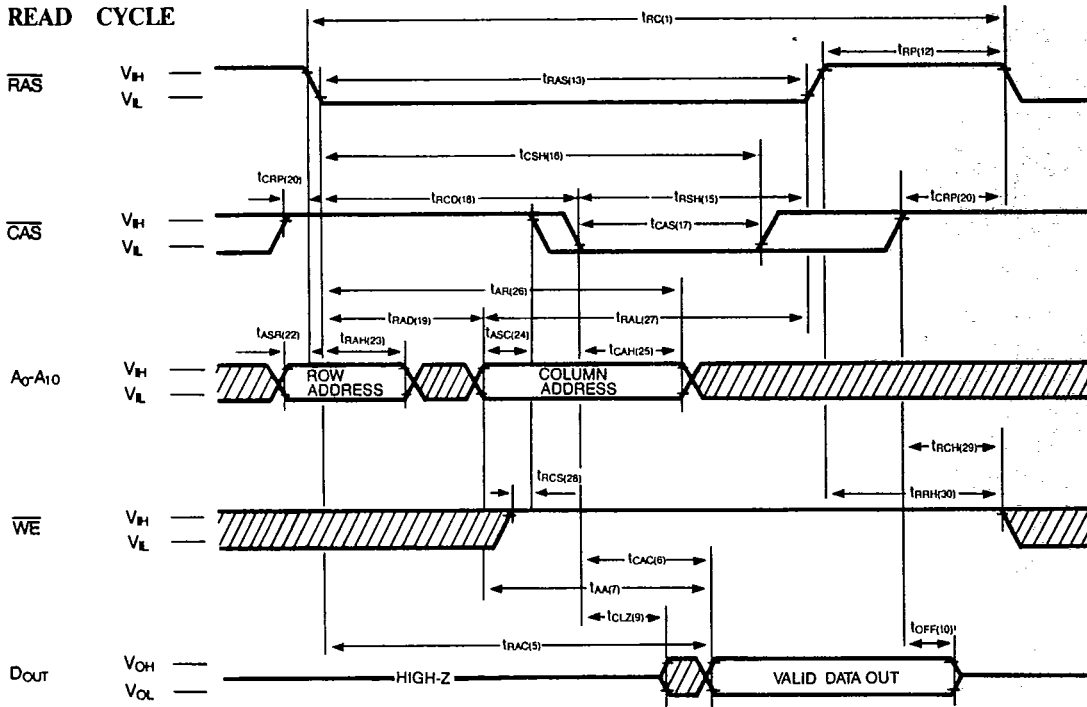 READ CYCLE
tRC(1)
tRP(12)
RAS
VIH
VIL
tRAS(13)
tCSH(16)
tCRP(20)
tRCD(18)
tRSH(15)
tCRP(20)
CAS
VIH
VIL
tCAS(17)
tAR(26)
tRAD(19)
tRAL(27)
tASR(22)
tRAH(23)
tASC(24)
tCAH(25)
A0-A10
VIH
VIL
ROW
ADDRESS
COLUMN
ADDRESS
tRCH(29)
tRCS(28)
tRRH(30)
WE
VIH
VIL
tCAC(6)
tAA(7)
tCLZ(9)
tOFF(10)
tRAC(5)
DOUT
VOH
VOL
HIGH-Z
VALID DATA OUT